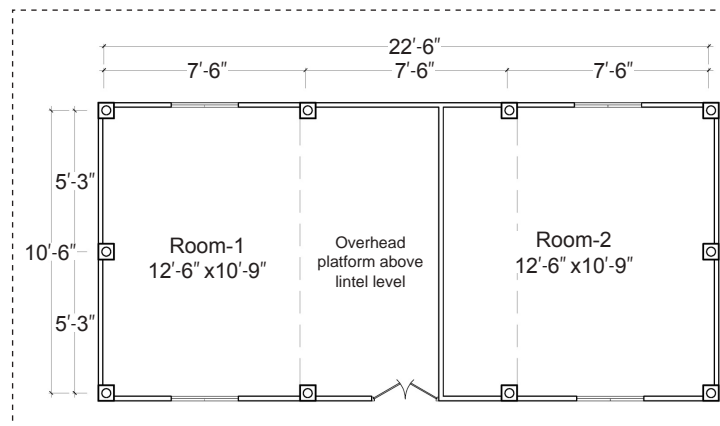 22′-6″
7′-6″ 7′-6″ 7′-6″
5′-3″
10′-6″
5′-3″
Room-1
12′-6″ x10′-9″
Overhead
platform above
lintel level
Room-2
12′-6″ x10′-9″